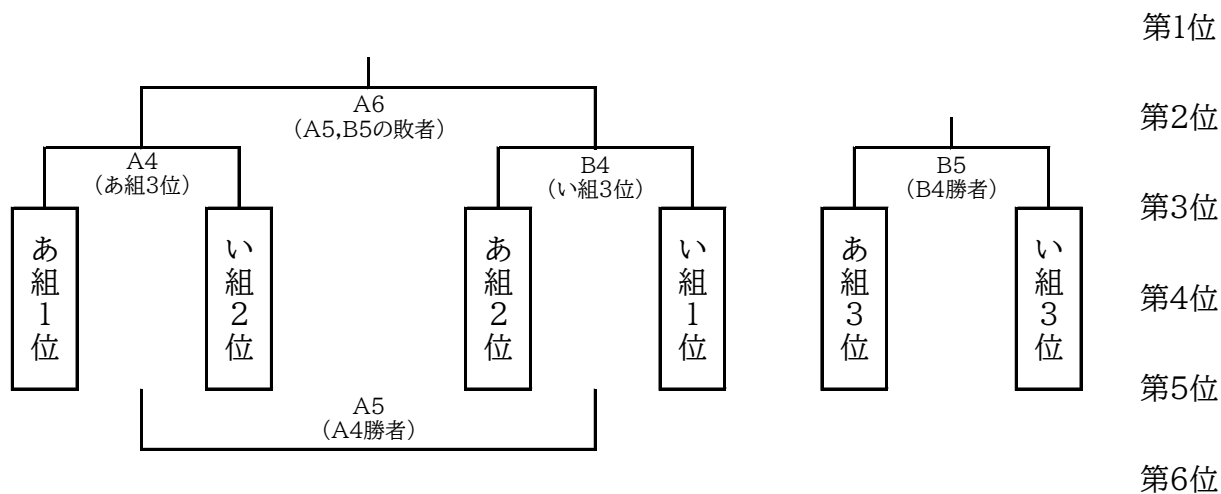 第1位
A6
（A5,B5の敗者）
第2位
A4
（あ組3位）
B4
（い組3位）
B5
（B4勝者）
第3位
あ組1位
い組2位
あ組2位
い組1位
あ組3位
い組3位
第4位
第5位
A5
（A4勝者）
第6位